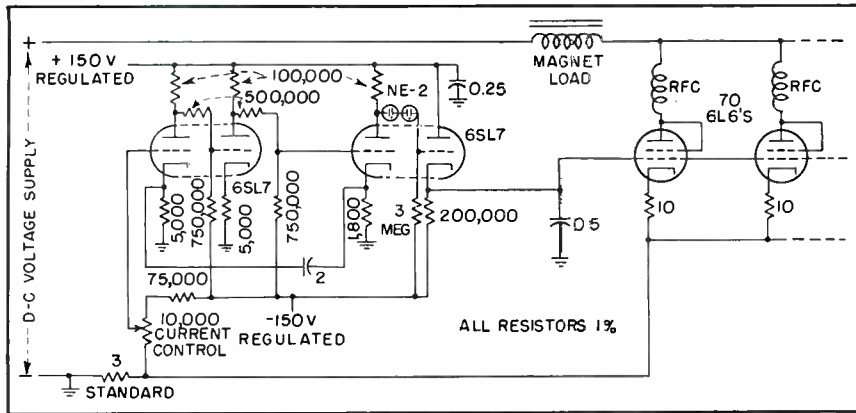 +
+ 150 V
REGULATED
D-C VOLTAGE SUPPLY
100,000
500,000
NE-2
0.25
MAGNET
LOAD
RFC
70
6L6'S
RFC
6SL7
6SL7
5,000
750,000
5,000
750,000
1,800
3
MEG
200,000
0.5
10
10
2
75,000
10,000
CURRENT
CONTROL
-150 V
REGULATED
ALL RESISTORS 1%
3
STANDARD